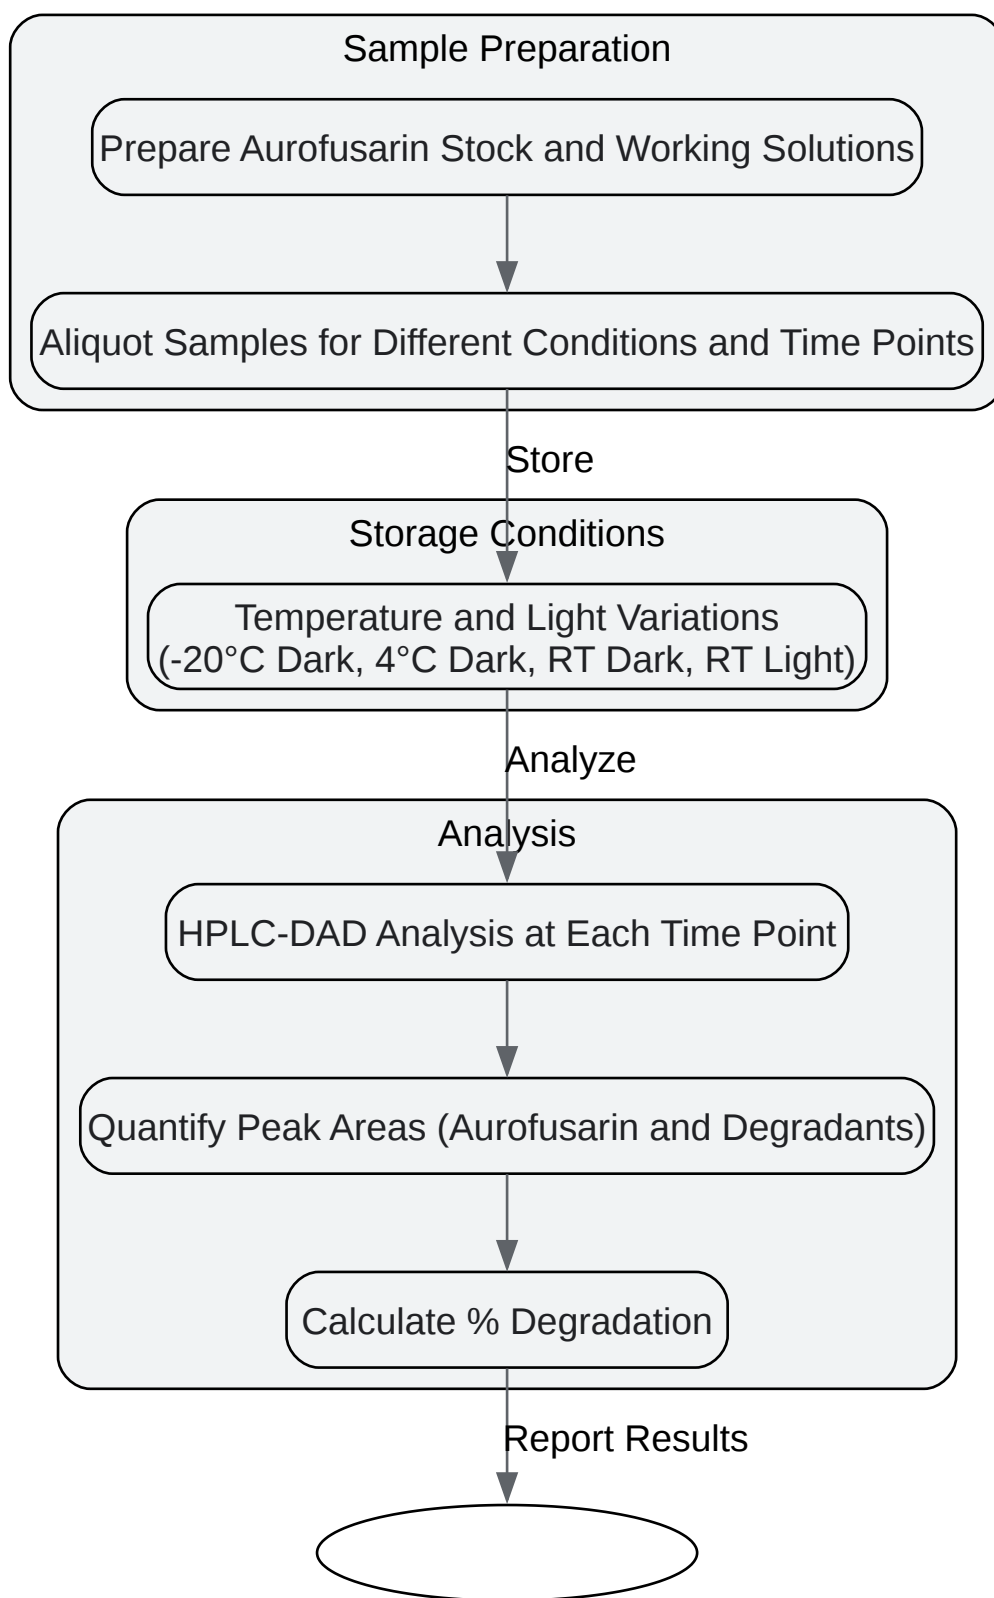 Sample Preparation
Prepare Aurofusarin Stock and Working Solutions
Aliquot Samples for Different Conditions and Time Points
Store
Storage Conditions
Temperature and Light Variations
(-20°C Dark, 4°C Dark, RT Dark, RT Light)
Analyze
Analysis
HPLC-DAD Analysis at Each Time Point
Quantify Peak Areas (Aurofusarin and Degradants)
Calculate % Degradation
Report Results